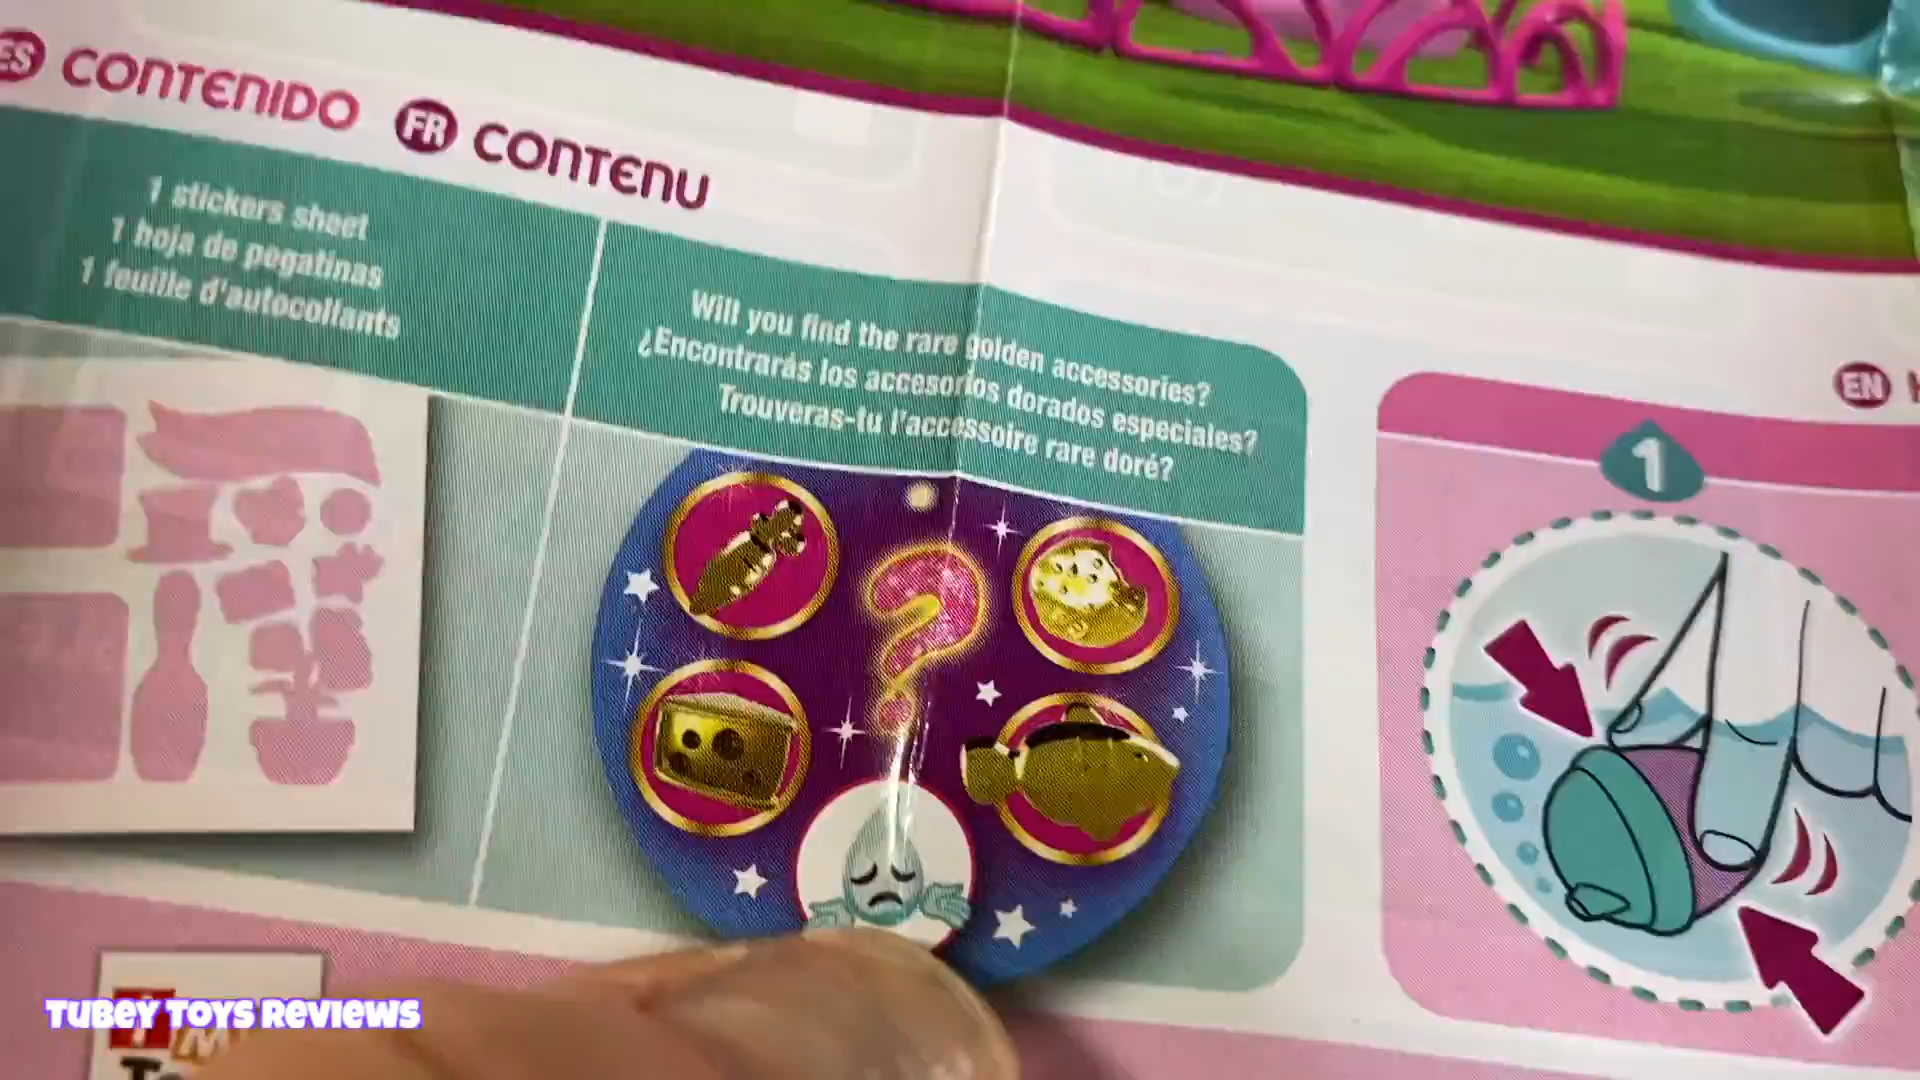 ES CONTENIDO FR CONTENU
1 stickers sheet
1 hoja de pegatinas
1 feuille d'autocollants
Will you find the rare golden accessories?
¿Encontrarás los accesorios dorados especiales?
Trouveras-tu l'accessoire rare doré?
EN
1
?
TUBEY TOYS REVIEWS